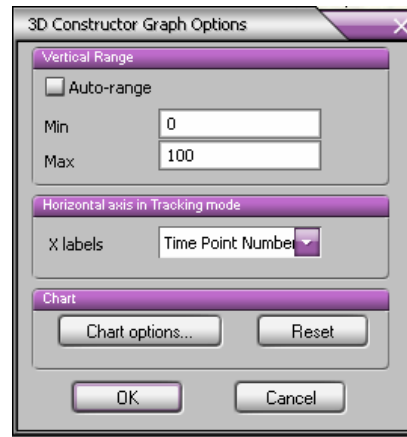 3D Constructor Graph Options
Vertical Range
Auto-range
Min 0
Max 100
Horizontal axis in Tracking mode
X labels Time Point Number
Chart
Chart options... Reset
OK Cancel